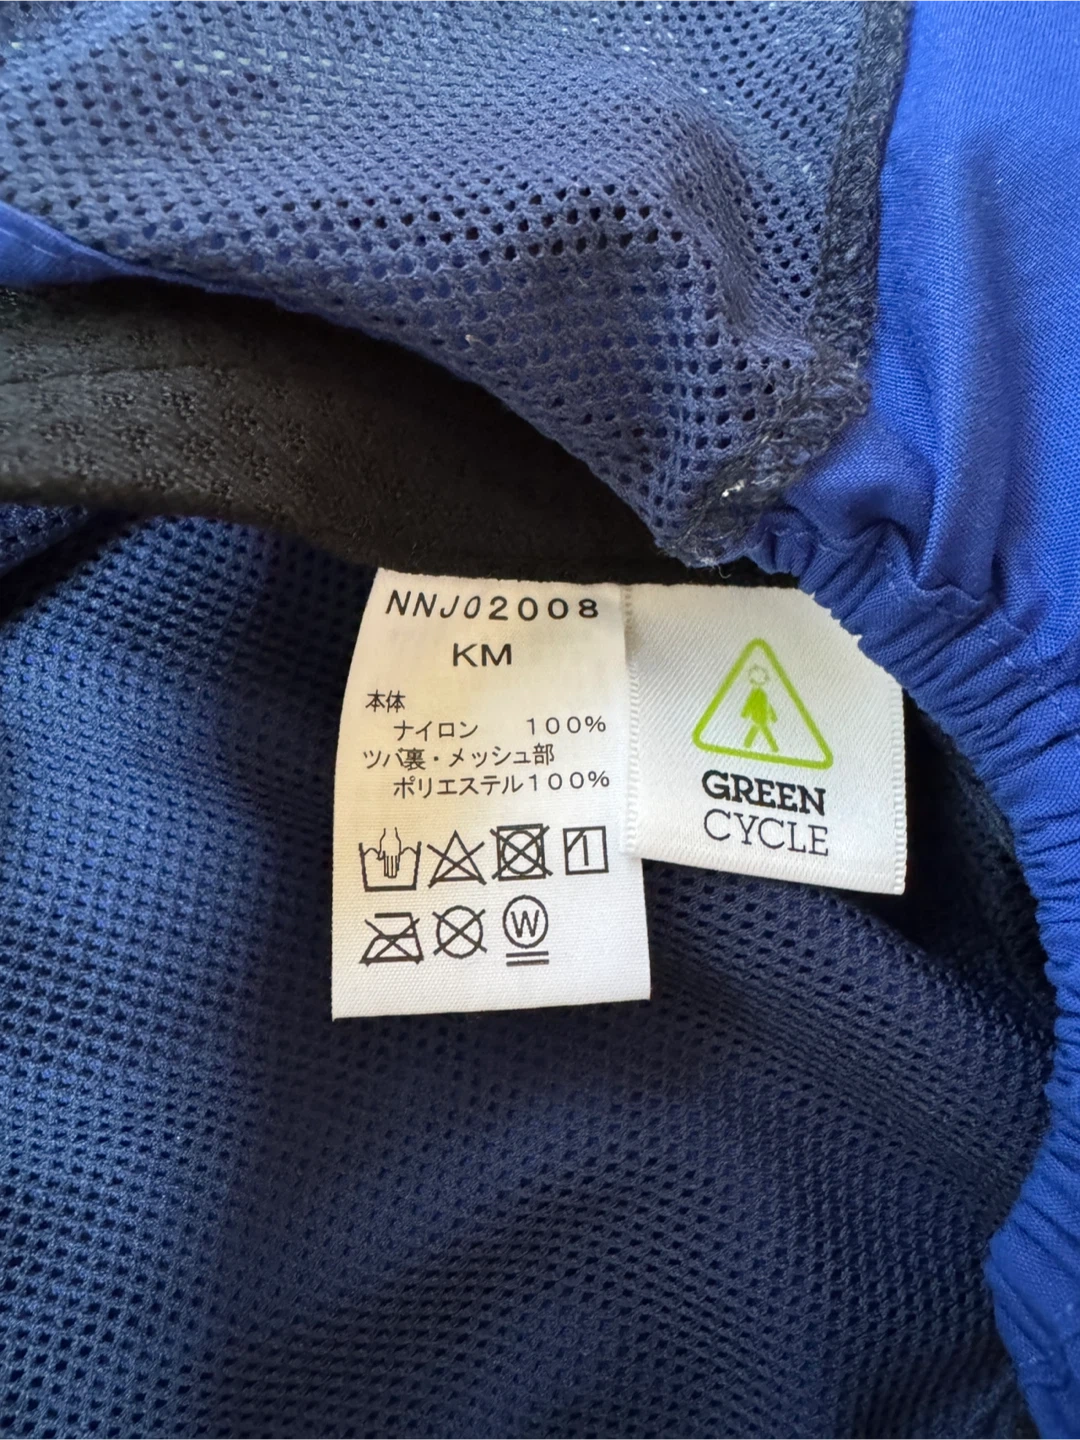 NNJ02008
KM
本体
ナイロン 100%
ツバ裏・メッシュ部
ポリエステル100%
W
GREEN
CYCLE